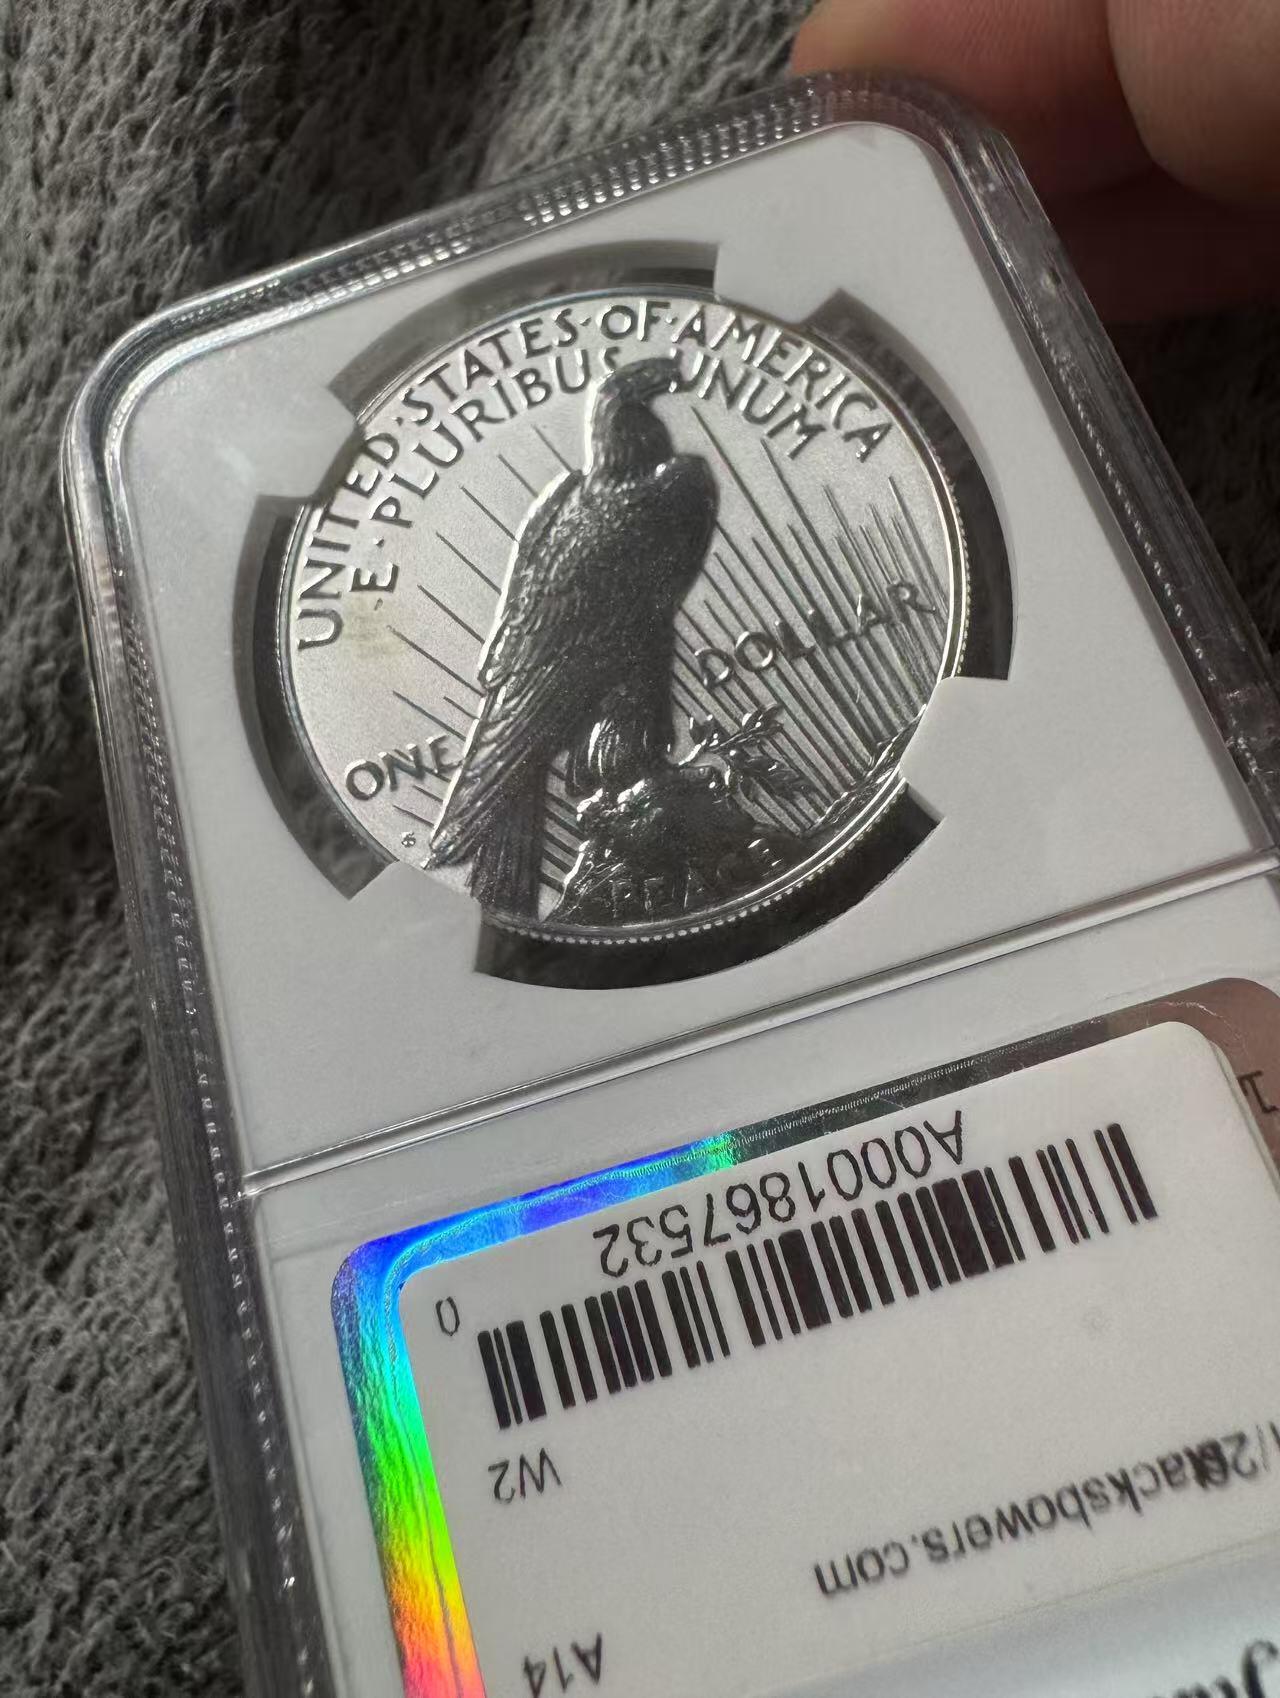 UNITED·STATES·OF·AMERICA
·E·PLURIBUS UNUM
ONE DOLLAR
S
PEACE
A0001867532
0
W2
stacksbowers.com
A14